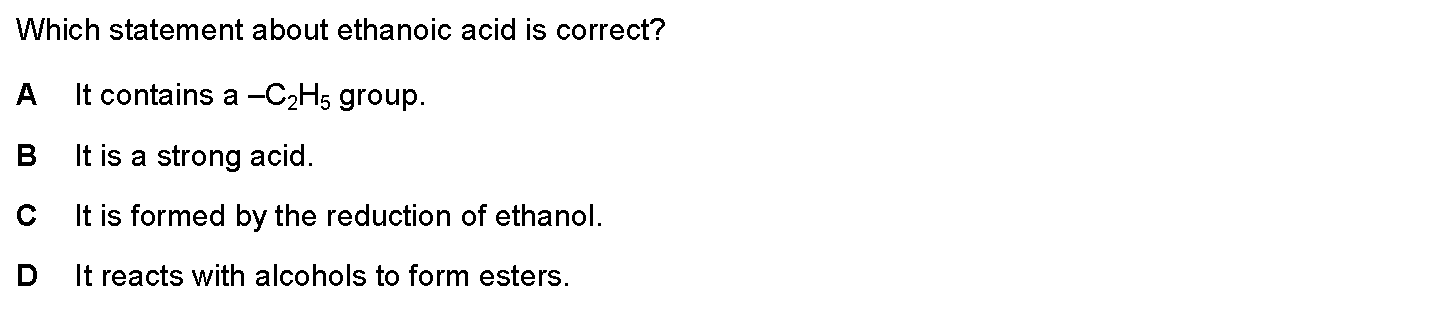 Which statement about ethanoic acid is correct?
A It contains a –C₂H₅ group.
B It is a strong acid.
C It is formed by the reduction of ethanol.
D It reacts with alcohols to form esters.